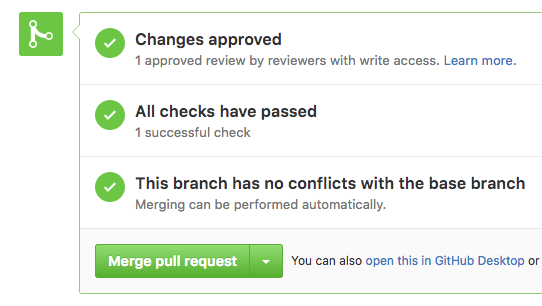 Changes approved
1 approved review by reviewers with write access. Learn more.
All checks have passed
1 successful check
This branch has no conflicts with the base branch
Merging can be performed automatically.
Merge pull request
You can also open this in GitHub Desktop or